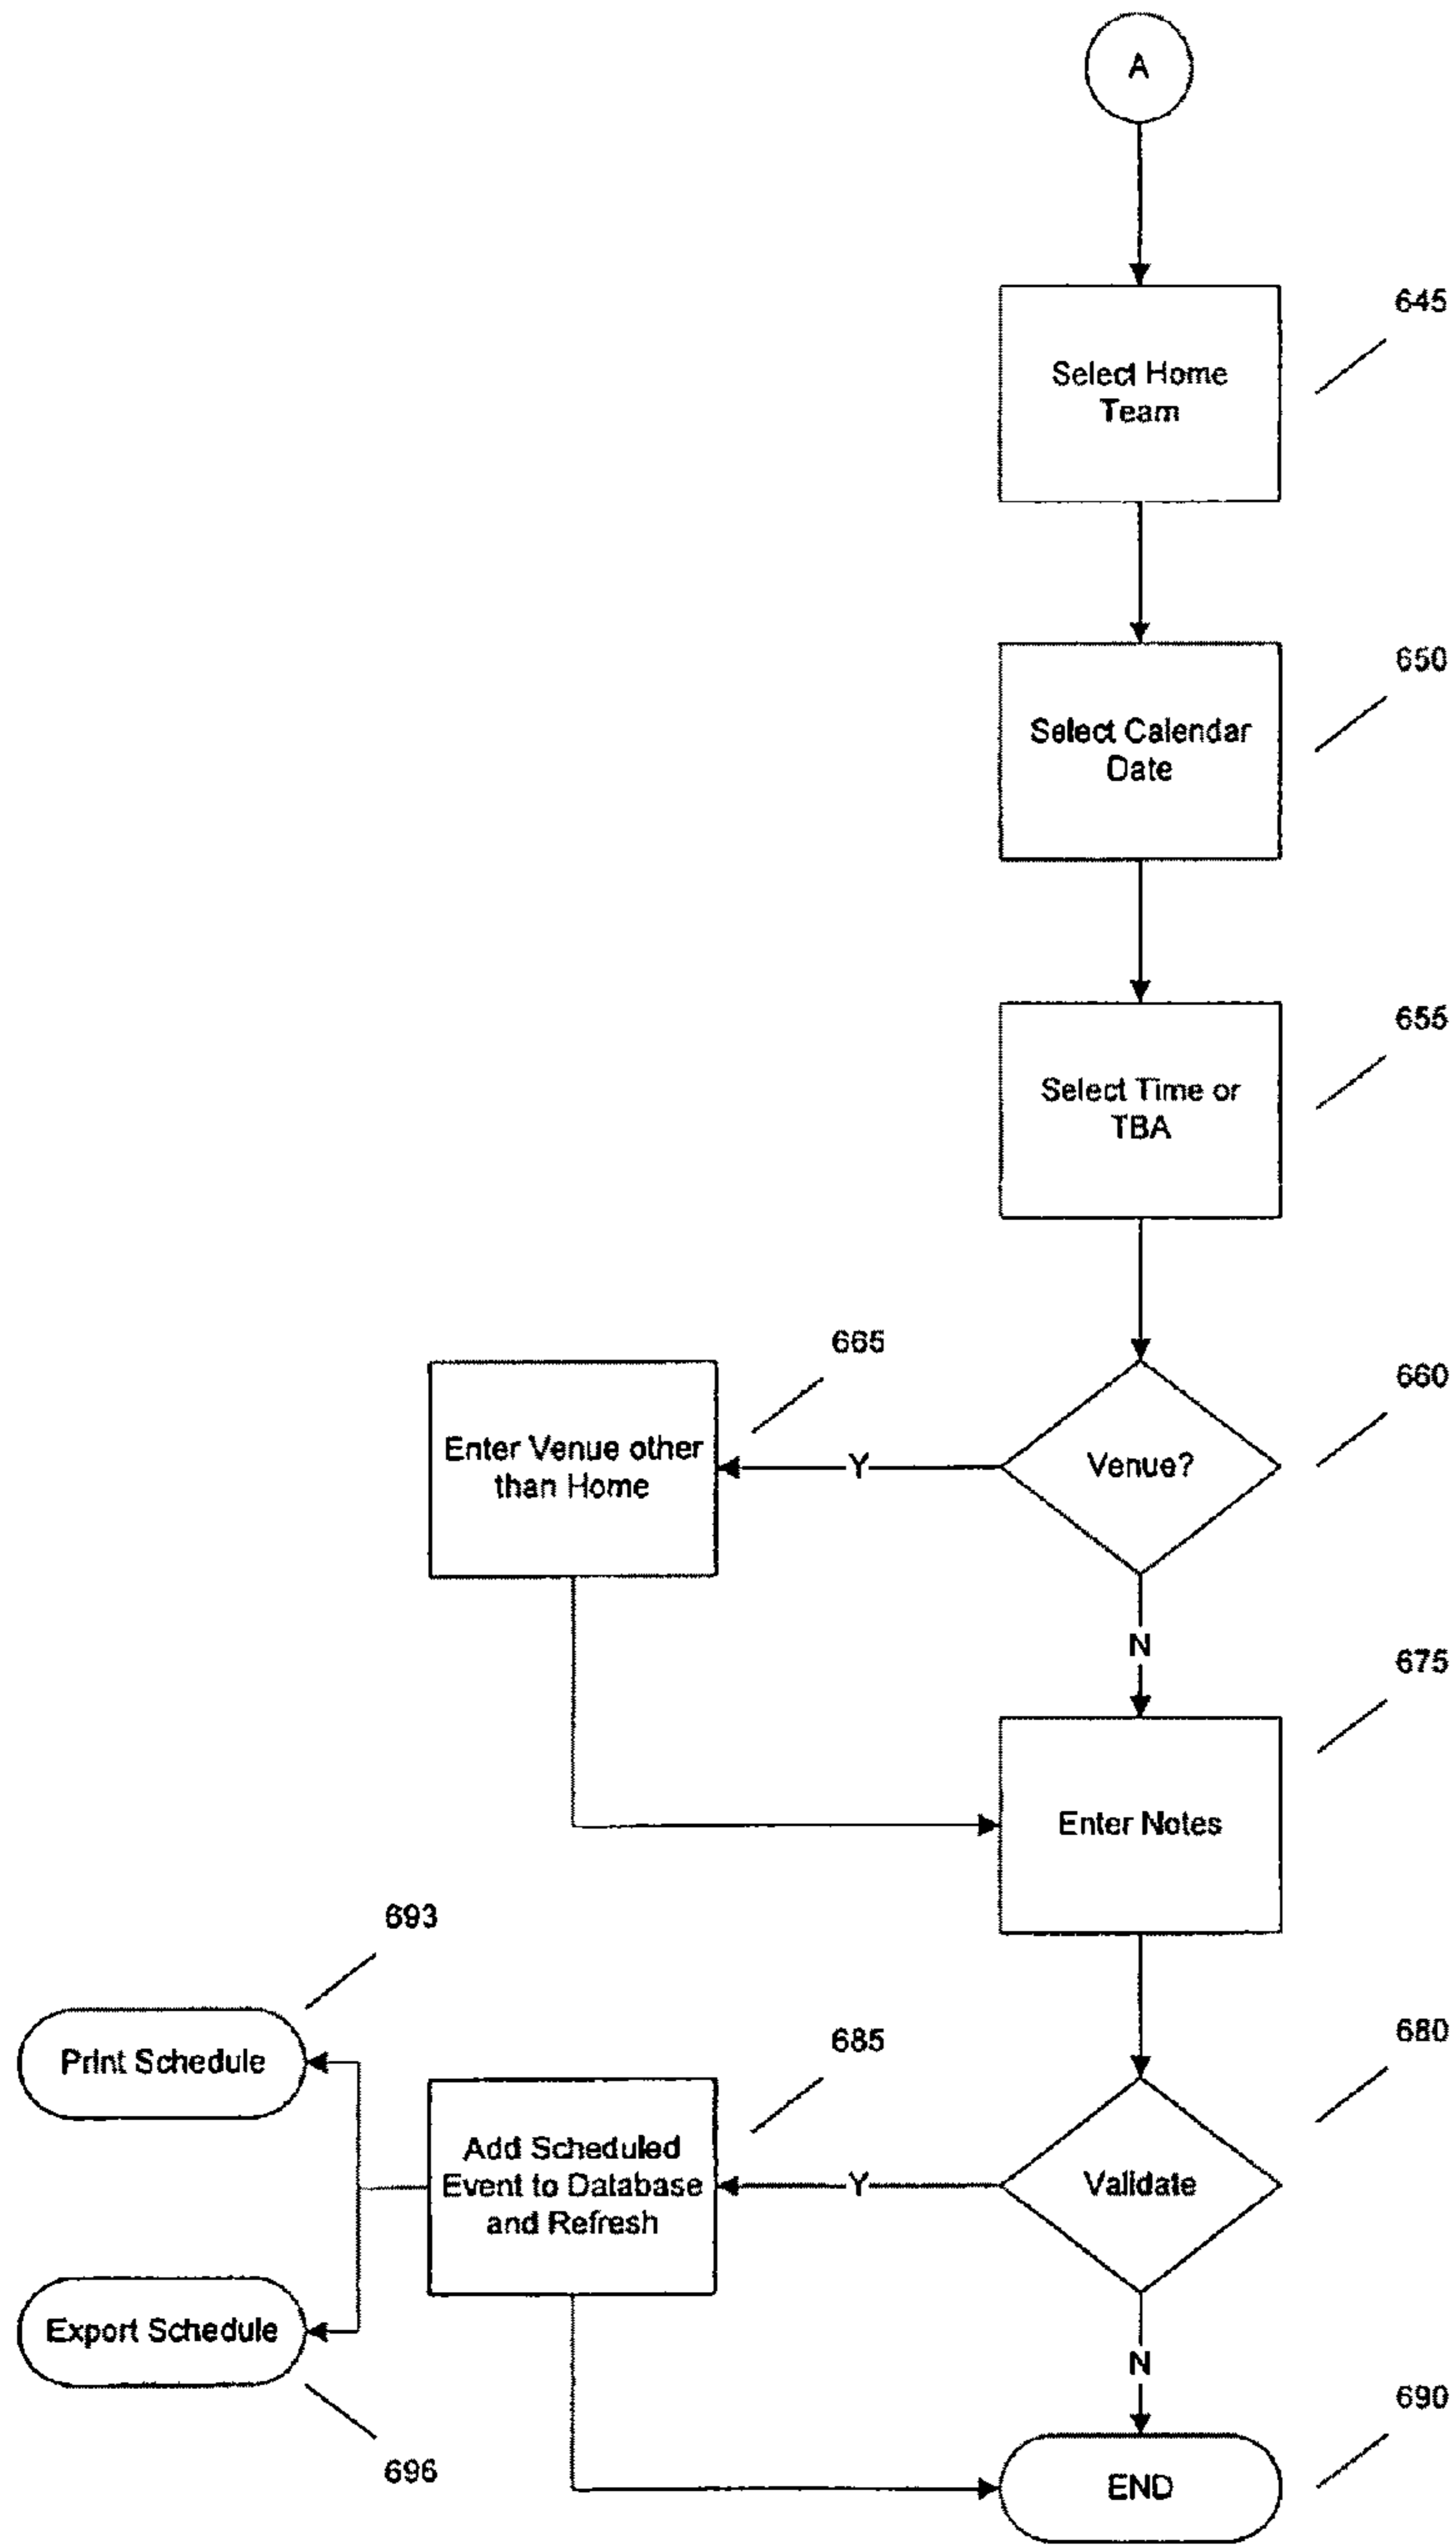 A
645
Select Home
Team
650
Select Calendar
Date
655
Select Time or
TBA
665
660
Enter Venue other
than Home
Y
Venue?
N
675
Enter Notes
693
680
685
Print Schedule
Add Scheduled
Event to Database
and Refresh
Y
Validate
Export Schedule
N
690
696
END